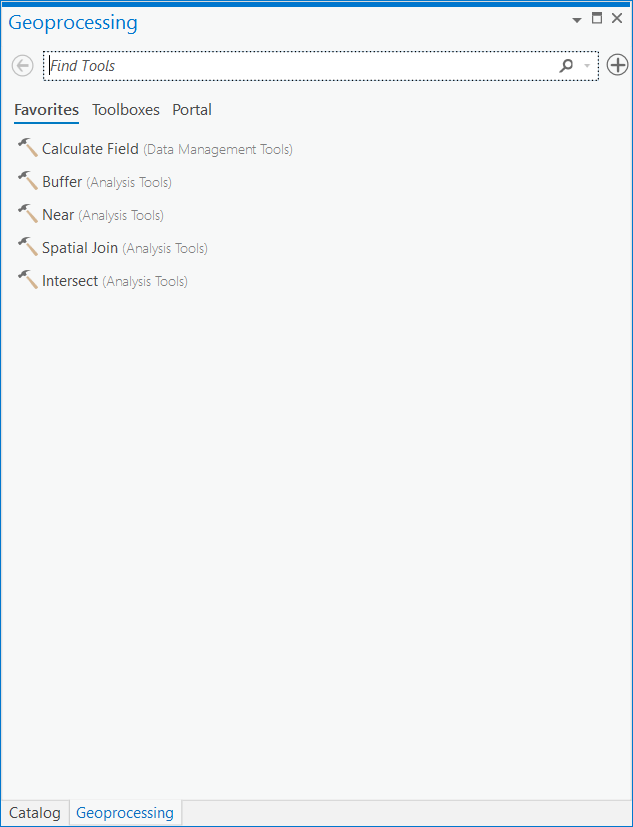 Geoprocessing
Find Tools
Favorites Toolboxes Portal
Calculate Field (Data Management Tools)
Buffer (Analysis Tools)
Near (Analysis Tools)
Spatial Join (Analysis Tools)
Intersect (Analysis Tools)
Catalog Geoprocessing